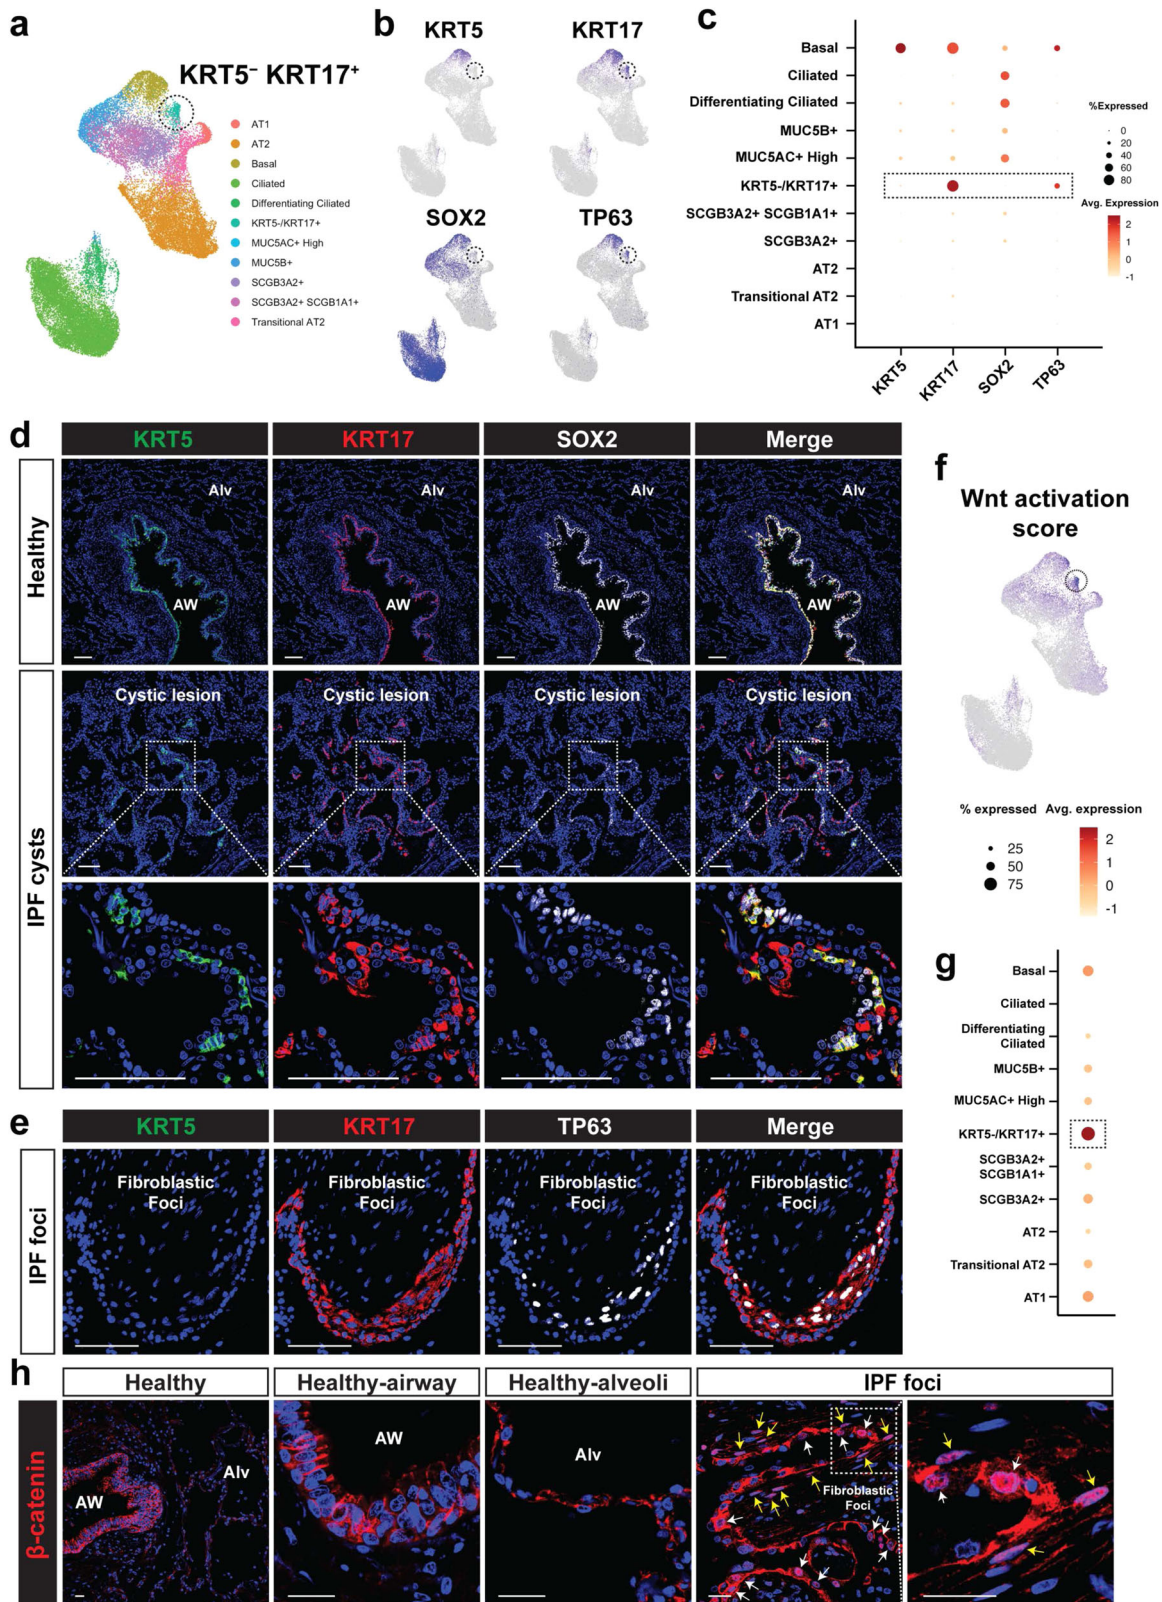 a
KRT5⁻ KRT17⁺
AT1
AT2
Basal
Ciliated
Differentiating Ciliated
KRT5-/KRT17+
MUC5AC+ High
MUC5B+
SCGB3A2+
SCGB3A2+ SCGB1A1+
Transitional AT2
b
KRT5
KRT17
SOX2
TP63
c
Basal
Ciliated
Differentiating Ciliated
MUC5B+
MUC5AC+ High
KRT5-/KRT17+
SCGB3A2+ SCGB1A1+
SCGB3A2+
AT2
Transitional AT2
AT1
KRT5
KRT17
SOX2
TP63
%Expressed
0
20
40
60
80
Avg. Expression
2
1
0
-1
d
KRT5
KRT17
SOX2
Merge
Healthy
Alv
AW
Alv
AW
Alv
AW
Alv
AW
IPF cysts
Cystic lesion
Cystic lesion
Cystic lesion
Cystic lesion
e
KRT5
KRT17
TP63
Merge
IPF foci
Fibroblastic
Foci
Fibroblastic
Foci
Fibroblastic
Foci
Fibroblastic
Foci
f
Wnt activation
score
% expressed
25
50
75
Avg. expression
2
1
0
-1
g
Basal
Ciliated
Differentiating
Ciliated
MUC5B+
MUC5AC+ High
KRT5-/KRT17+
SCGB3A2+
SCGB1A1+
SCGB3A2+
AT2
Transitional AT2
AT1
h
Healthy
Healthy-airway
Healthy-alveoli
IPF foci
β-catenin
AW
Alv
AW
Alv
Fibroblastic
Foci